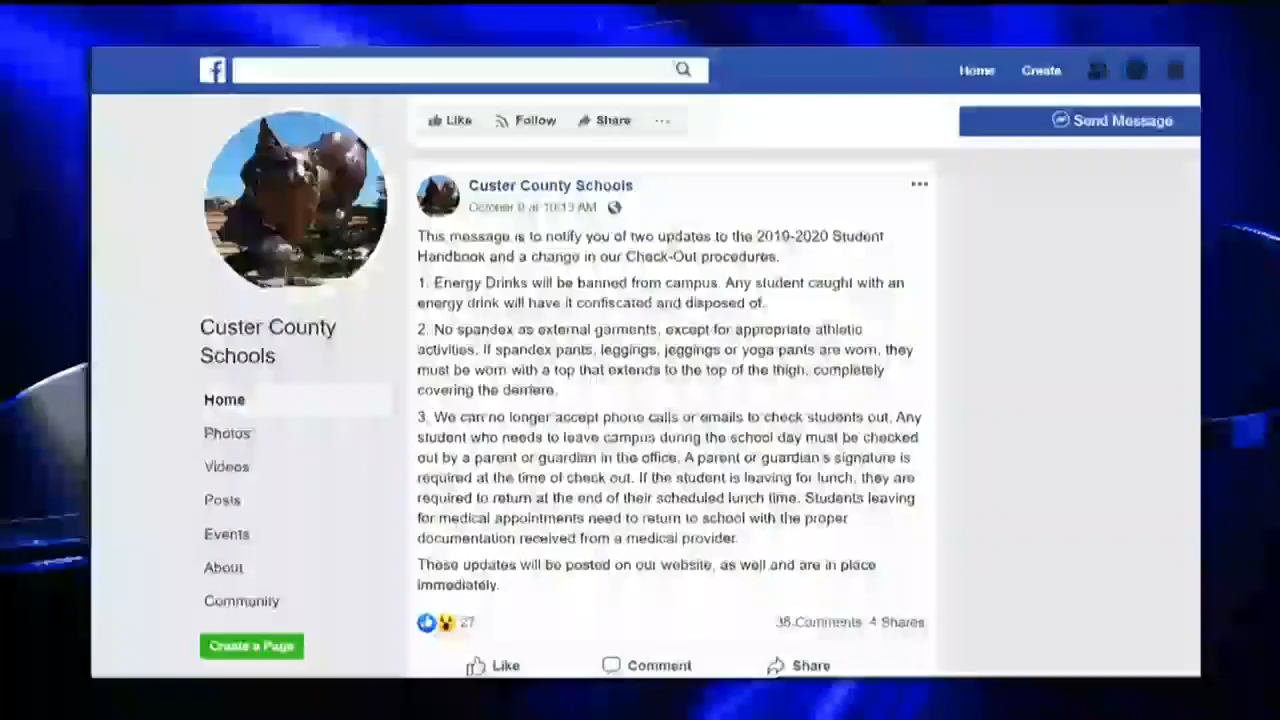 f
Home Create
Like Follow Share ...
Send Message
Custer County Schools
October 9 at 10:13 AM
This message is to notify you of two updates to the 2019-2020 Student
Handbook and a change in our Check-Out procedures.
1. Energy Drinks will be banned from campus. Any student caught with an
energy drink will have it confiscated and disposed of.
2. No spandex as external garments, except for appropriate athletic
activities. If spandex pants, leggings, jeggings or yoga pants are worn, they
must be worn with a top that extends to the top of the thigh, completely
covering the derriere.
3. We can no longer accept phone calls or emails to check students out. Any
student who needs to leave campus during the school day must be checked
out by a parent or guardian in the office. A parent or guardian's signature is
required at the time of check out. If the student is leaving for lunch, they are
required to return at the end of their scheduled lunch time. Students leaving
for medical appointments need to return to school with the proper
documentation received from a medical provider.
These updates will be posted on our website, as well and are in place
immediately.
27
36 Comments 4 Shares
Like Comment Share
Custer County
Schools
Home
Photos
Videos
Posts
Events
About
Community
Create a Page